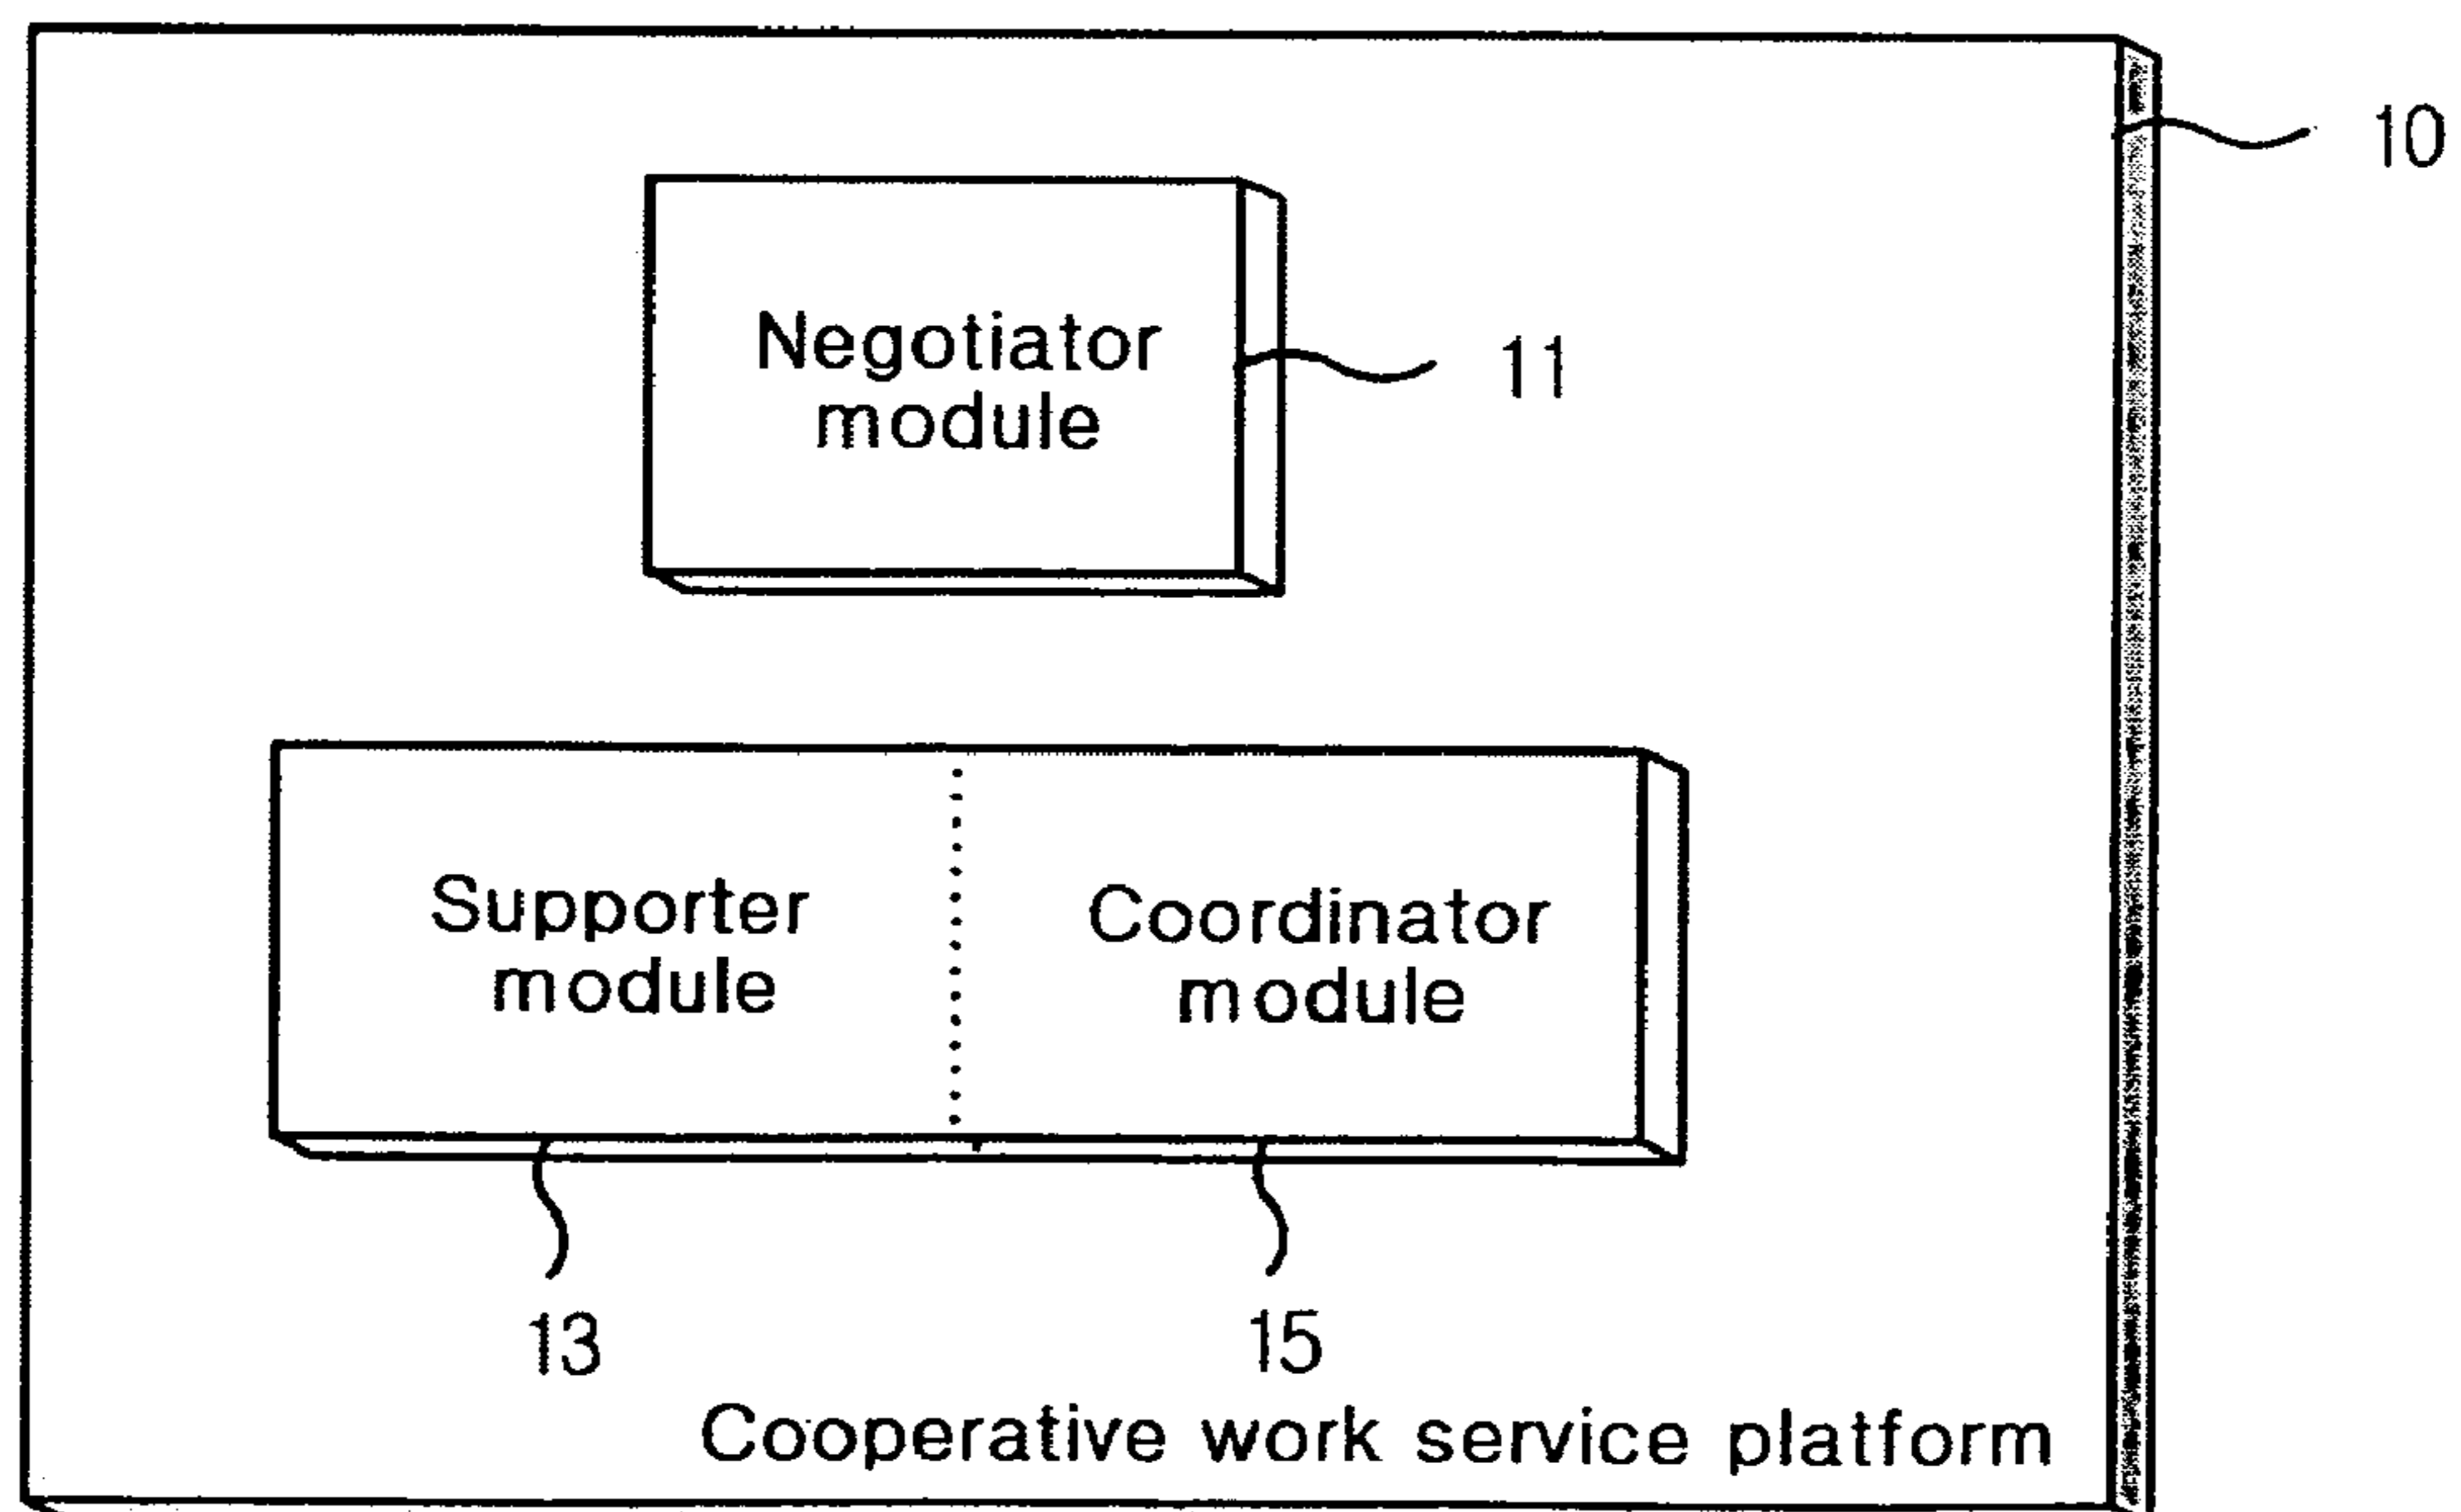 10
Negotiator
module
11
Supporter
module
Coordinator
module
13
15
Cooperative work service platform